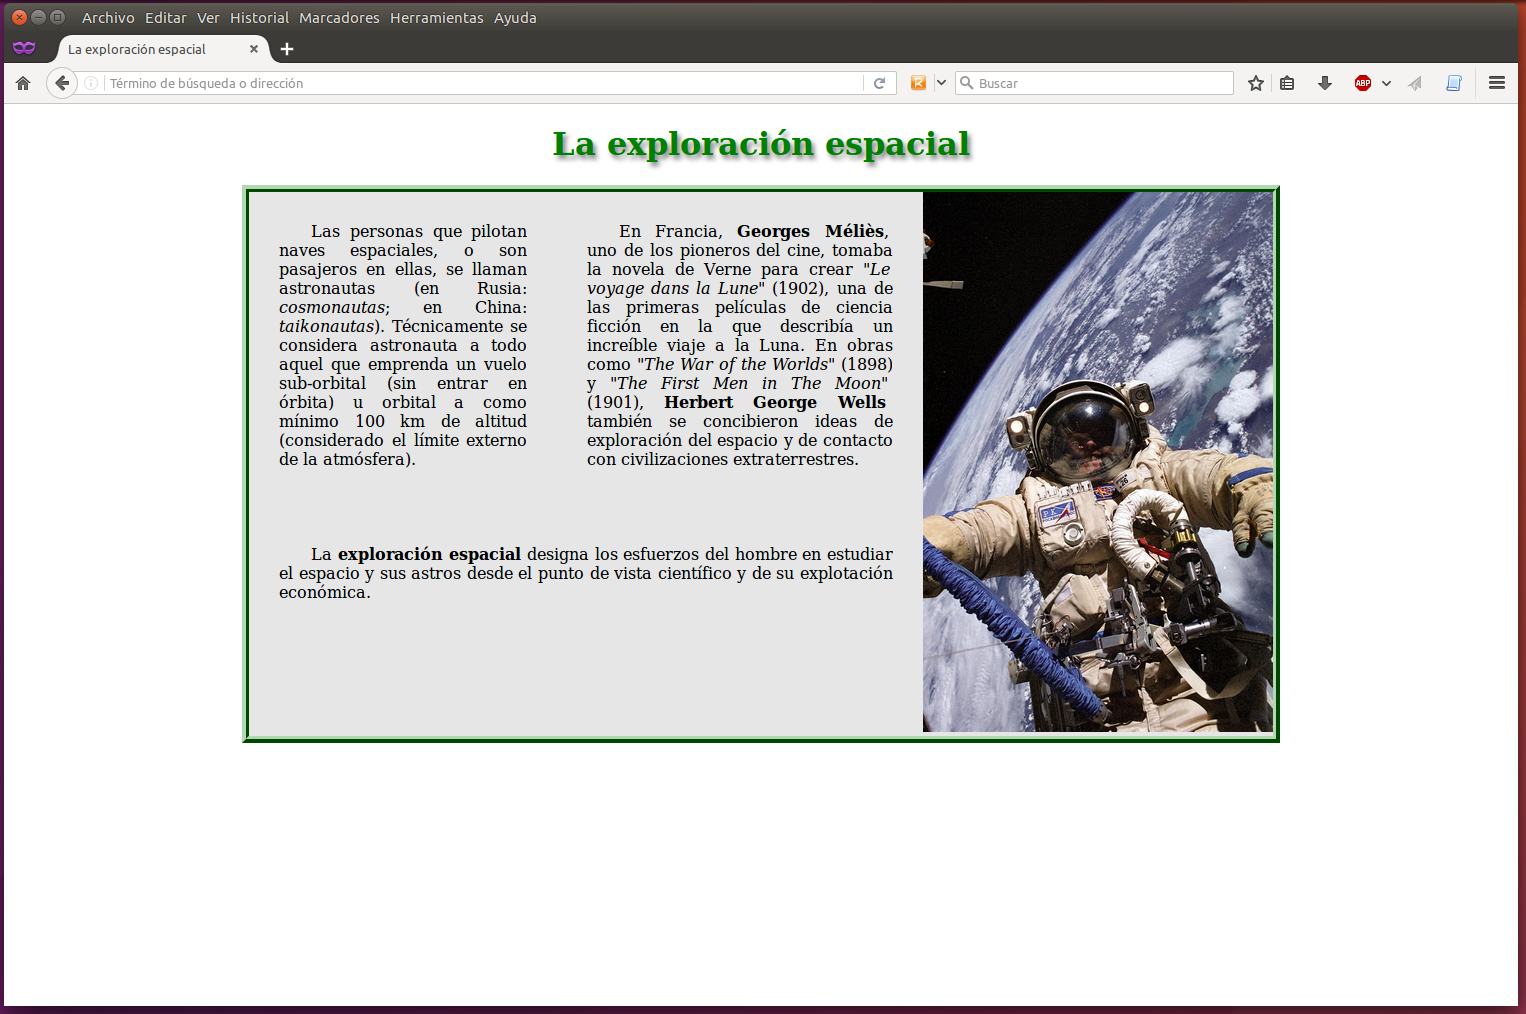 Archivo Editar Ver Historial Marcadores Herramientas Ayuda
La exploración espacial
Término de búsqueda o dirección
Buscar
ABP
La exploración espacial
Las personas que pilotan
naves espaciales, o son
pasajeros en ellas, se llaman
astronautas (en Rusia:
cosmonautas; en China:
taikonautas). Técnicamente se
considera astronauta a todo
aquel que emprenda un vuelo
sub-orbital (sin entrar en
órbita) u orbital a como
mínimo 100 km de altitud
(considerado el límite externo
de la atmósfera).
En Francia, Georges Méliès,
uno de los pioneros del cine, tomaba
la novela de Verne para crear "Le
voyage dans la Lune" (1902), una de
las primeras películas de ciencia
ficción en la que describía un
increíble viaje a la Luna. En obras
como "The War of the Worlds" (1898)
y "The First Men in The Moon"
(1901), Herbert George Wells
también se concibieron ideas de
exploración del espacio y de contacto
con civilizaciones extraterrestres.
La exploración espacial designa los esfuerzos del hombre en estudiar
el espacio y sus astros desde el punto de vista científico y de su explotación
económica.
26